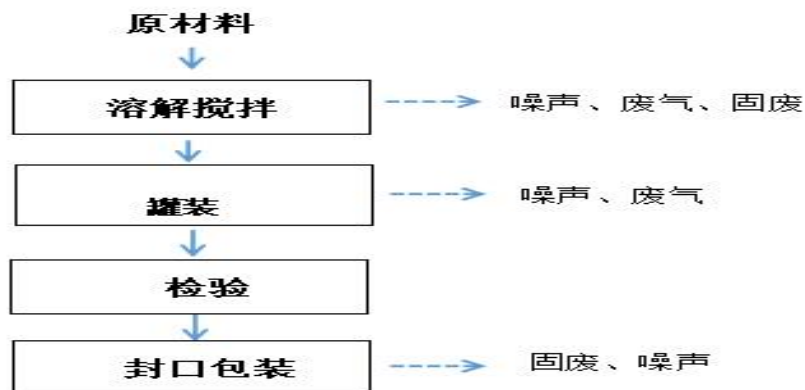 原材料
溶解搅拌
噪声、废气、固废
罐装
噪声、废气
检验
封口包装
固废、噪声